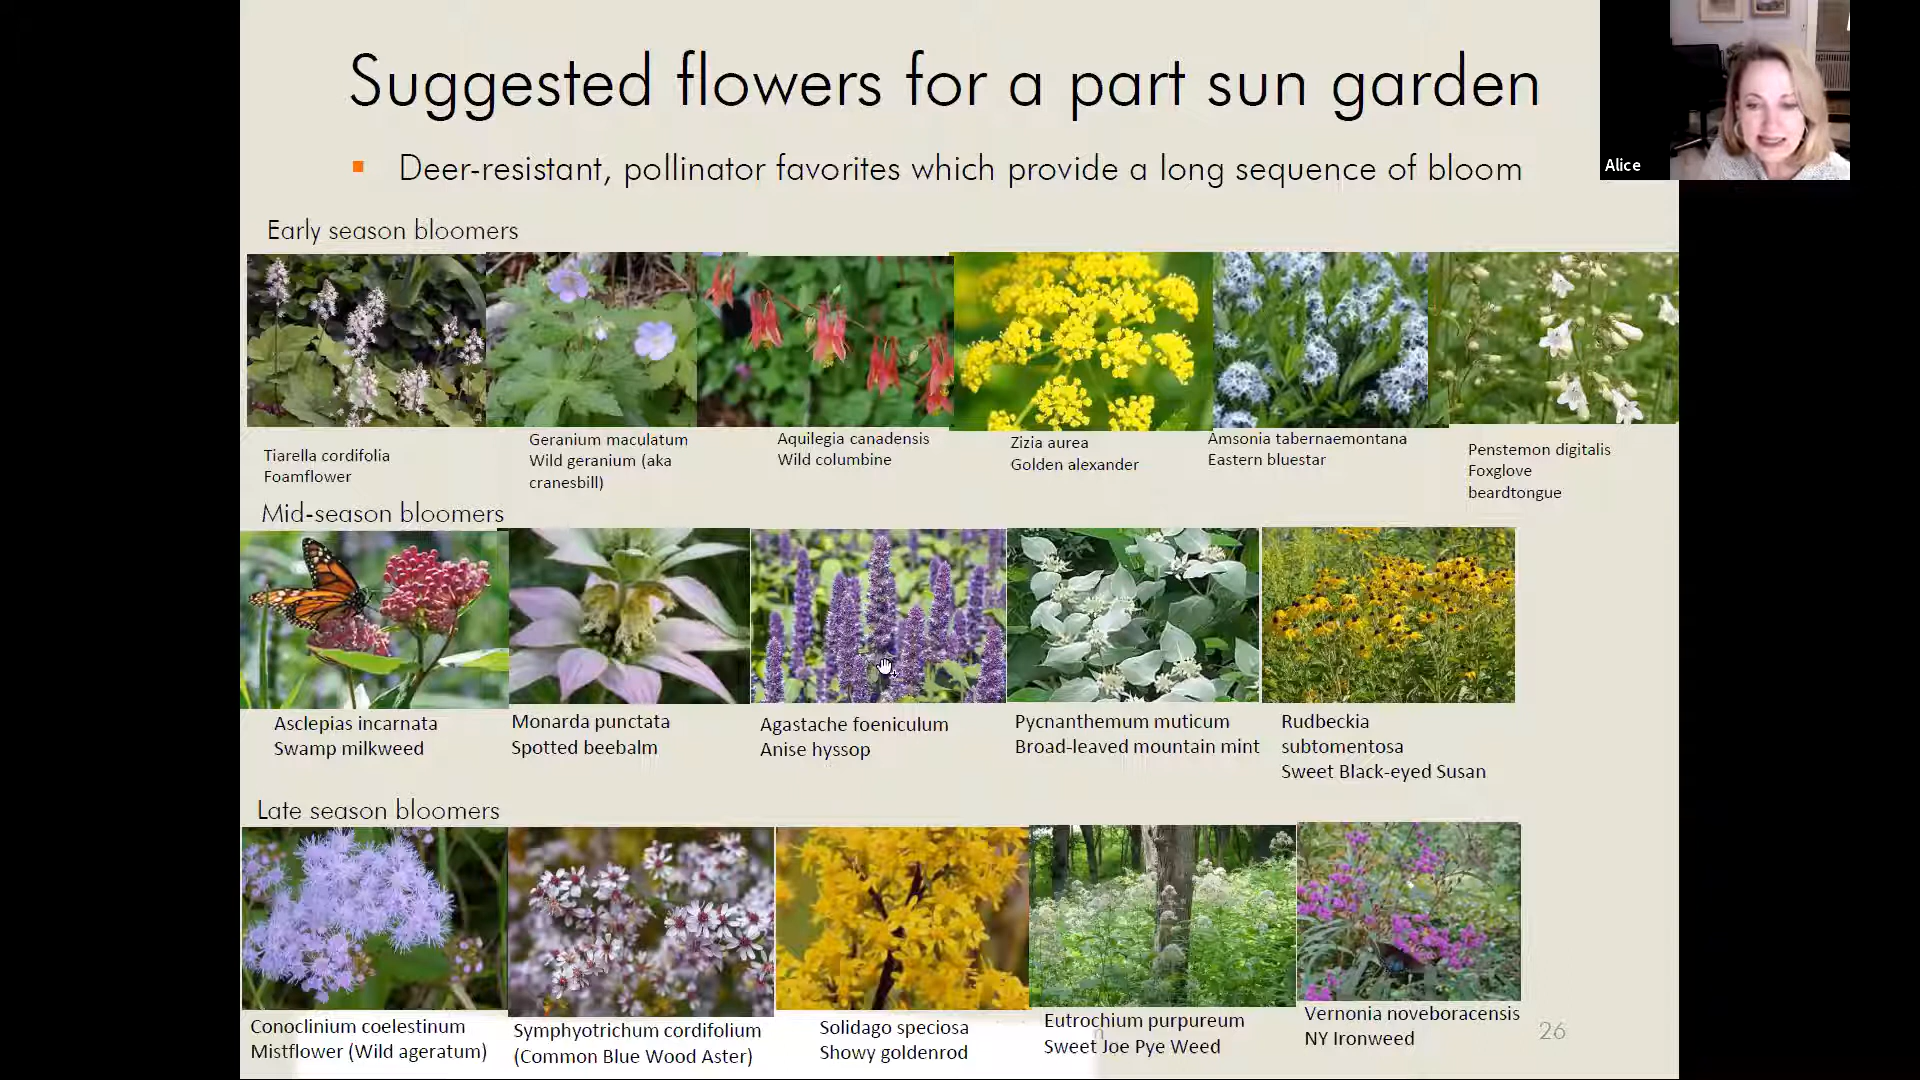 Suggested flowers for a part sun garden
Deer-resistant, pollinator favorites which provide a long sequence of bloom
Alice
Early season bloomers
Tiarella cordifolia
Foamflower
Geranium maculatum
Wild geranium (aka
cranesbill)
Aquilegia canadensis
Wild columbine
Zizia aurea
Golden alexander
Amsonia tabernaemontana
Eastern bluestar
Penstemon digitalis
Foxglove
beardtongue
Mid-season bloomers
Asclepias incarnata
Swamp milkweed
Monarda punctata
Spotted beebalm
Agastache foeniculum
Anise hyssop
Pycnanthemum muticum
Broad-leaved mountain mint
Rudbeckia
subtomentosa
Sweet Black-eyed Susan
Late season bloomers
Conoclinium coelestinum
Mistflower (Wild ageratum)
Symphyotrichum cordifolium
(Common Blue Wood Aster)
Solidago speciosa
Showy goldenrod
Eutrochium purpureum
Sweet Joe Pye Weed
Vernonia noveboracensis
NY Ironweed
26